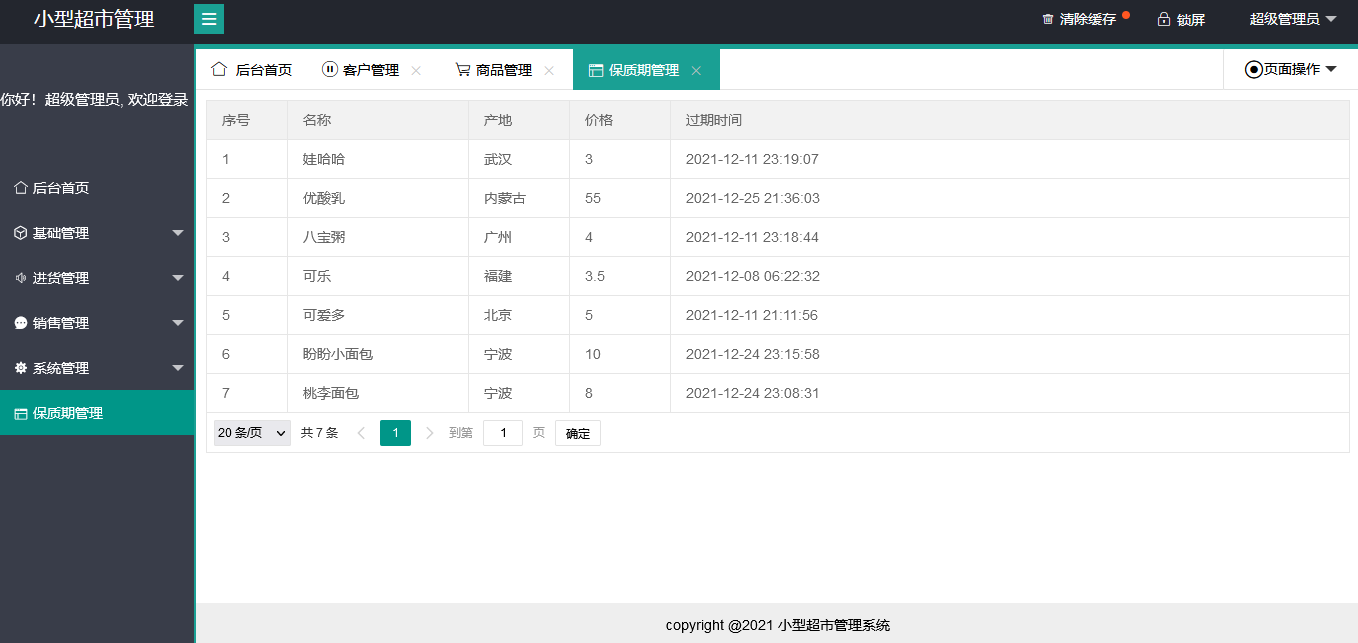 小型超市管理
清除缓存 锁屏 超级管理员
后台首页 客户管理 商品管理 保质期管理 页面操作
你好！超级管理员, 欢迎登录
后台首页
基础管理
进货管理
销售管理
系统管理
保质期管理
序号 名称 产地 价格 过期时间
1 娃哈哈 武汉 3 2021-12-11 23:19:07
2 优酸乳 内蒙古 55 2021-12-25 21:36:03
3 八宝粥 广州 4 2021-12-11 23:18:44
4 可乐 福建 3.5 2021-12-08 06:22:32
5 可爱多 北京 5 2021-12-11 21:11:56
6 盼盼小面包 宁波 10 2021-12-24 23:15:58
7 桃李面包 宁波 8 2021-12-24 23:08:31
20 条/页 共 7 条 1 到第 1 页 确定
copyright @2021 小型超市管理系统